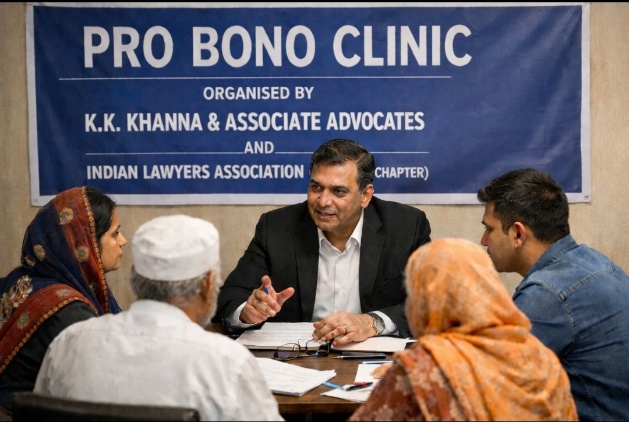 PRO BONO CLINIC
ORGANISED BY
K.K. KHANNA & ASSOCIATE ADVOCATES
AND
INDIAN LAWYERS ASSOCIATION CHAPTER)